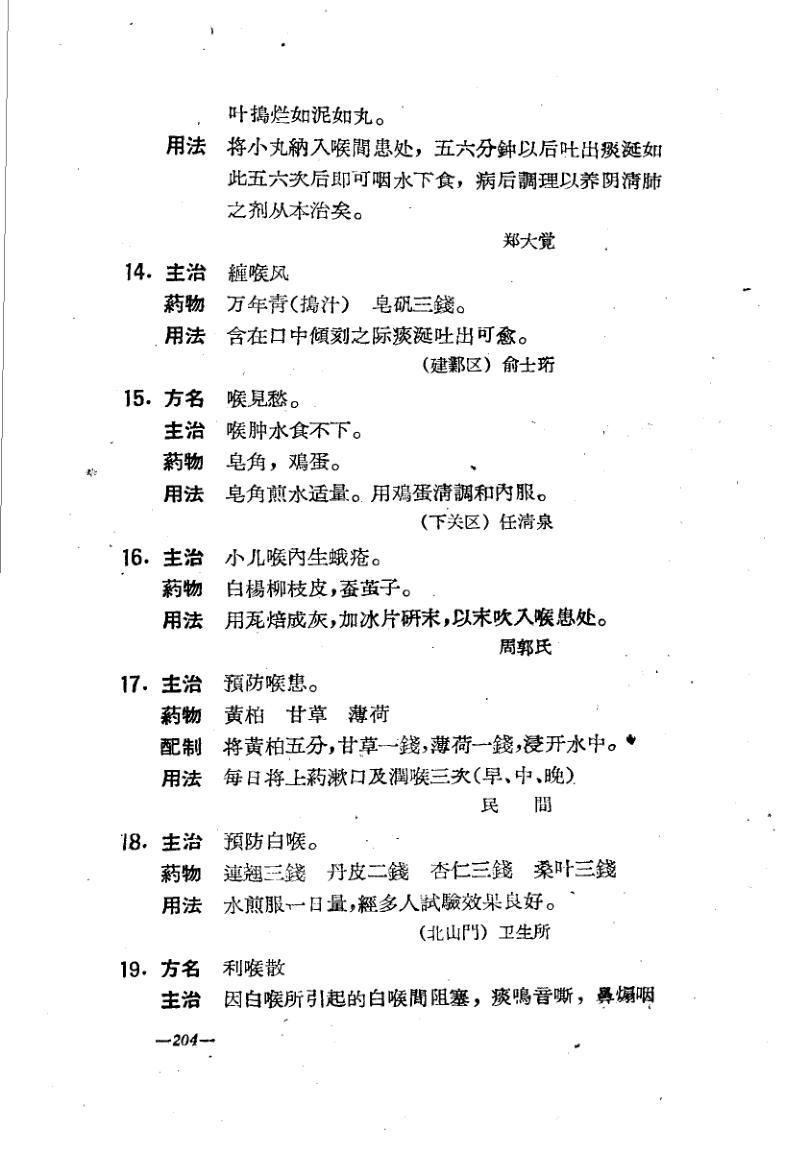 叶搗烂如泥如丸。
用法 将小丸納入喉間患处，五六分鈡以后吐出痰涎如
此五六次后即可咽水下食，病后調理以养阴清肺
之剂从本治矣。
郑大覚
14. 主治 纏喉风
葯物 万年青(搗汁) 皂矾三錢。
用法 含在口中傾刻之际痰涎吐出可愈。
(建鄴区) 俞士珩
15. 方名 喉見愁。
主治 喉肿水食不下。
葯物 皂角，鸡蛋。
用法 皂角煎水适量。用鸡蛋清調和內服。
(下关区) 任清泉
16. 主治 小儿喉內生蛾疮。
葯物 白楊柳枝皮，蚕茧子。
用法 用瓦焙成灰，加冰片研末，以末吹入喉患处。
周郭氏
17. 主治 預防喉患。
葯物 黃柏 甘草 薄荷
配制 将黃柏五分，甘草一錢，薄荷一錢，浸开水中。
用法 每日将上葯漱口及潤喉三次(早、中、晚)
民 間
18. 主治 預防白喉。
葯物 連翘三錢 丹皮二錢 杏仁三錢 桑叶三錢
用法 水煎服一日量，經多人試驗效果良好。
(北山門) 卫生所
19. 方名 利喉散
主治 因白喉所引起的白喉間阻塞，痰鳴音嘶，鼻煽咽
—204—